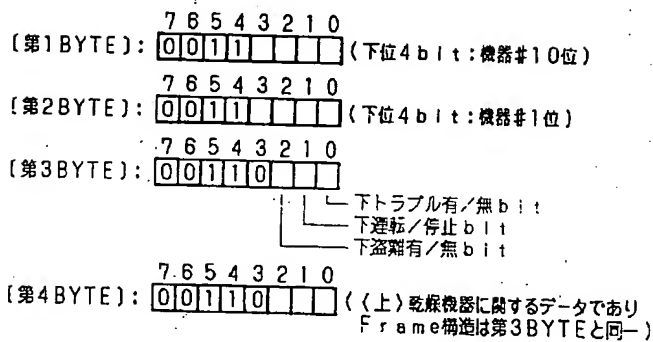 7 6 5 4 3 2 1 0
[第1BYTE]: 0 0 1 1 (下位4bit:機器#10位)
7 6 5 4 3 2 1 0
[第2BYTE]: 0 0 1 1 (下位4bit:機器#1位)
7 6 5 4 3 2 1 0
[第3BYTE]: 0 0 1 1 0
下トラブル有/無bit
下運転/停止bit
下盗難有/無bit
7 6 5 4 3 2 1 0
[第4BYTE]: 0 0 1 1 0 (〈上〉乾燥機器に関するデータであり
Frame構造は第3BYTEと同一)